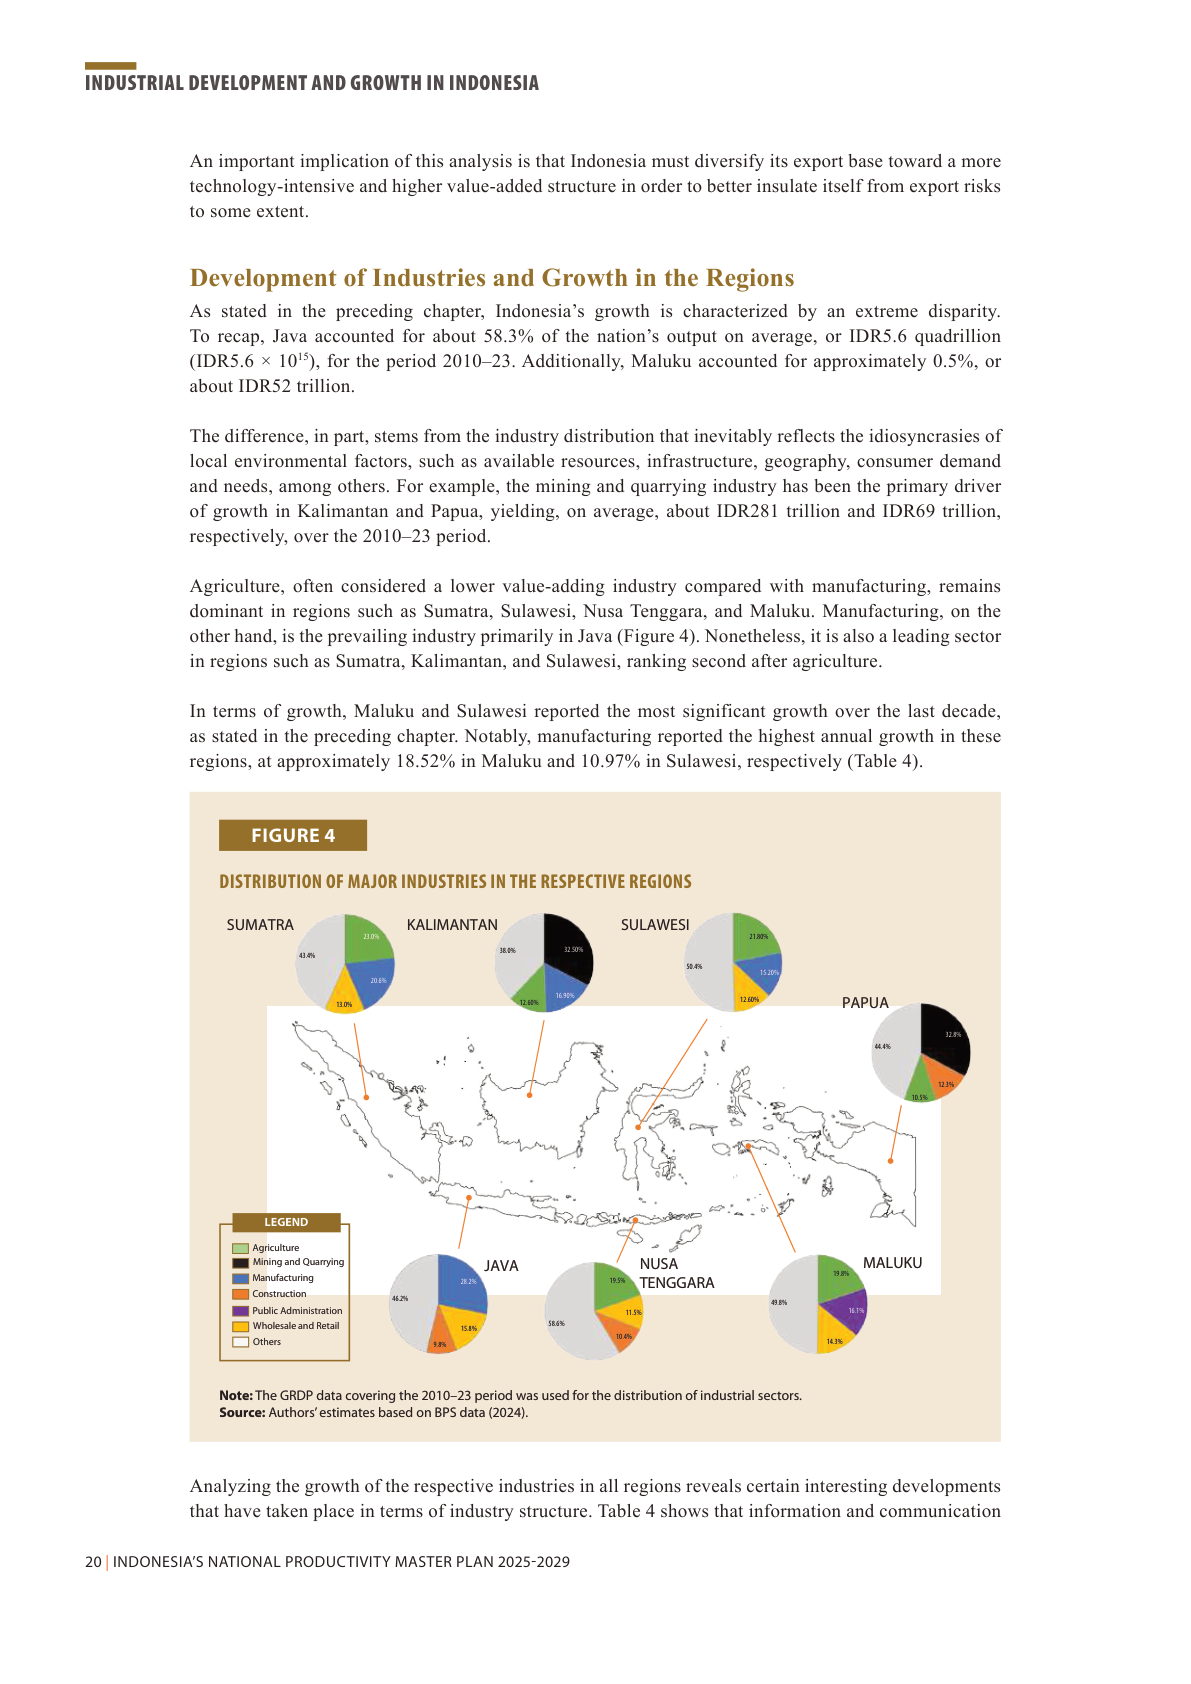 INDUSTRIAL DEVELOPMENT AND GROWTH IN INDONESIA
An important implication of this analysis is that Indonesia must diversify its export base toward a more
technology-intensive and higher value-added structure in order to better insulate itself from export risks
to some extent.
Development of Industries and Growth in the Regions
As stated in the preceding chapter, Indonesia's growth is characterized by an extreme disparity.
To recap, Java accounted for about 58.3% of the nation's output on average, or IDR5.6 quadrillion
(IDR5.6 × 10¹⁵), for the period 2010–23. Additionally, Maluku accounted for approximately 0.5%, or
about IDR52 trillion.
The difference, in part, stems from the industry distribution that inevitably reflects the idiosyncrasies of
local environmental factors, such as available resources, infrastructure, geography, consumer demand
and needs, among others. For example, the mining and quarrying industry has been the primary driver
of growth in Kalimantan and Papua, yielding, on average, about IDR281 trillion and IDR69 trillion,
respectively, over the 2010–23 period.
Agriculture, often considered a lower value-adding industry compared with manufacturing, remains
dominant in regions such as Sumatra, Sulawesi, Nusa Tenggara, and Maluku. Manufacturing, on the
other hand, is the prevailing industry primarily in Java (Figure 4). Nonetheless, it is also a leading sector
in regions such as Sumatra, Kalimantan, and Sulawesi, ranking second after agriculture.
In terms of growth, Maluku and Sulawesi reported the most significant growth over the last decade,
as stated in the preceding chapter. Notably, manufacturing reported the highest annual growth in these
regions, at approximately 18.52% in Maluku and 10.97% in Sulawesi, respectively (Table 4).
FIGURE 4
DISTRIBUTION OF MAJOR INDUSTRIES IN THE RESPECTIVE REGIONS
SUMATRA
23.0%
20.6%
13.0%
43.4%
KALIMANTAN
32.50%
16.90%
12.60%
38.0%
SULAWESI
21.80%
15.20%
12.60%
50.4%
PAPUA
32.8%
12.3%
10.5%
44.4%
LEGEND
Agriculture
Mining and Quarrying
Manufacturing
Construction
Public Administration
Wholesale and Retail
Others
JAVA
28.2%
15.8%
9.8%
46.2%
NUSA
TENGGARA
19.5%
11.5%
10.4%
58.6%
MALUKU
19.8%
16.1%
14.3%
49.8%
Note: The GRDP data covering the 2010–23 period was used for the distribution of industrial sectors.
Source: Authors' estimates based on BPS data (2024).
Analyzing the growth of the respective industries in all regions reveals certain interesting developments
that have taken place in terms of industry structure. Table 4 shows that information and communication
20 | INDONESIA'S NATIONAL PRODUCTIVITY MASTER PLAN 2025-2029